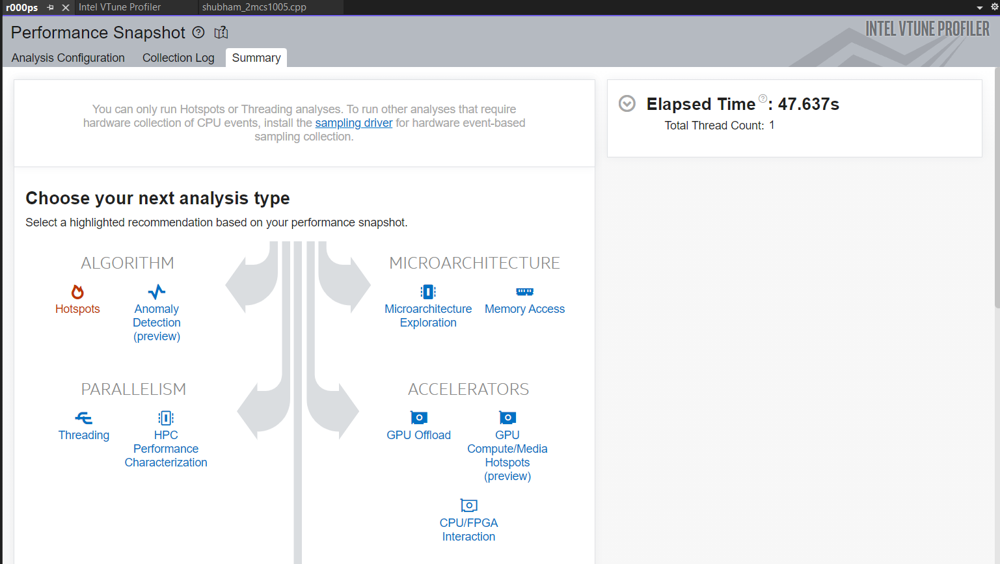 r000ps
Intel VTune Profiler
shubham_2mcs1005.cpp
Performance Snapshot ?
INTEL VTUNE PROFILER
Analysis Configuration
Collection Log
Summary
You can only run Hotspots or Threading analyses. To run other analyses that require
hardware collection of CPU events, install the sampling driver for hardware event-based
sampling collection.
Elapsed Time ?: 47.637s
Total Thread Count: 1
Choose your next analysis type
Select a highlighted recommendation based on your performance snapshot.
ALGORITHM
Hotspots
Anomaly
Detection
(preview)
MICROARCHITECTURE
Microarchitecture
Exploration
Memory Access
PARALLELISM
Threading
HPC
Performance
Characterization
ACCELERATORS
GPU Offload
GPU
Compute/Media
Hotspots
(preview)
CPU/FPGA
Interaction